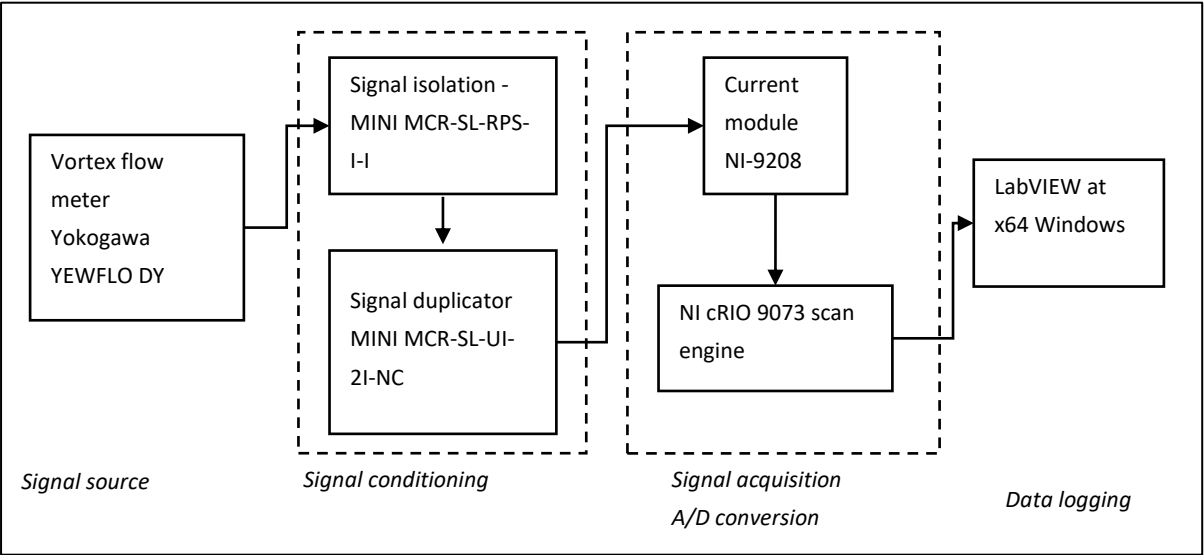 Vortex flow
meter
Yokogawa
YEWFLO DY
Signal isolation -
MINI MCR-SL-RPS-
I-I
Signal duplicator
MINI MCR-SL-UI-
2I-NC
Current
module
NI-9208
NI cRIO 9073 scan
engine
LabVIEW at
x64 Windows
Signal source
Signal conditioning
Signal acquisition
A/D conversion
Data logging